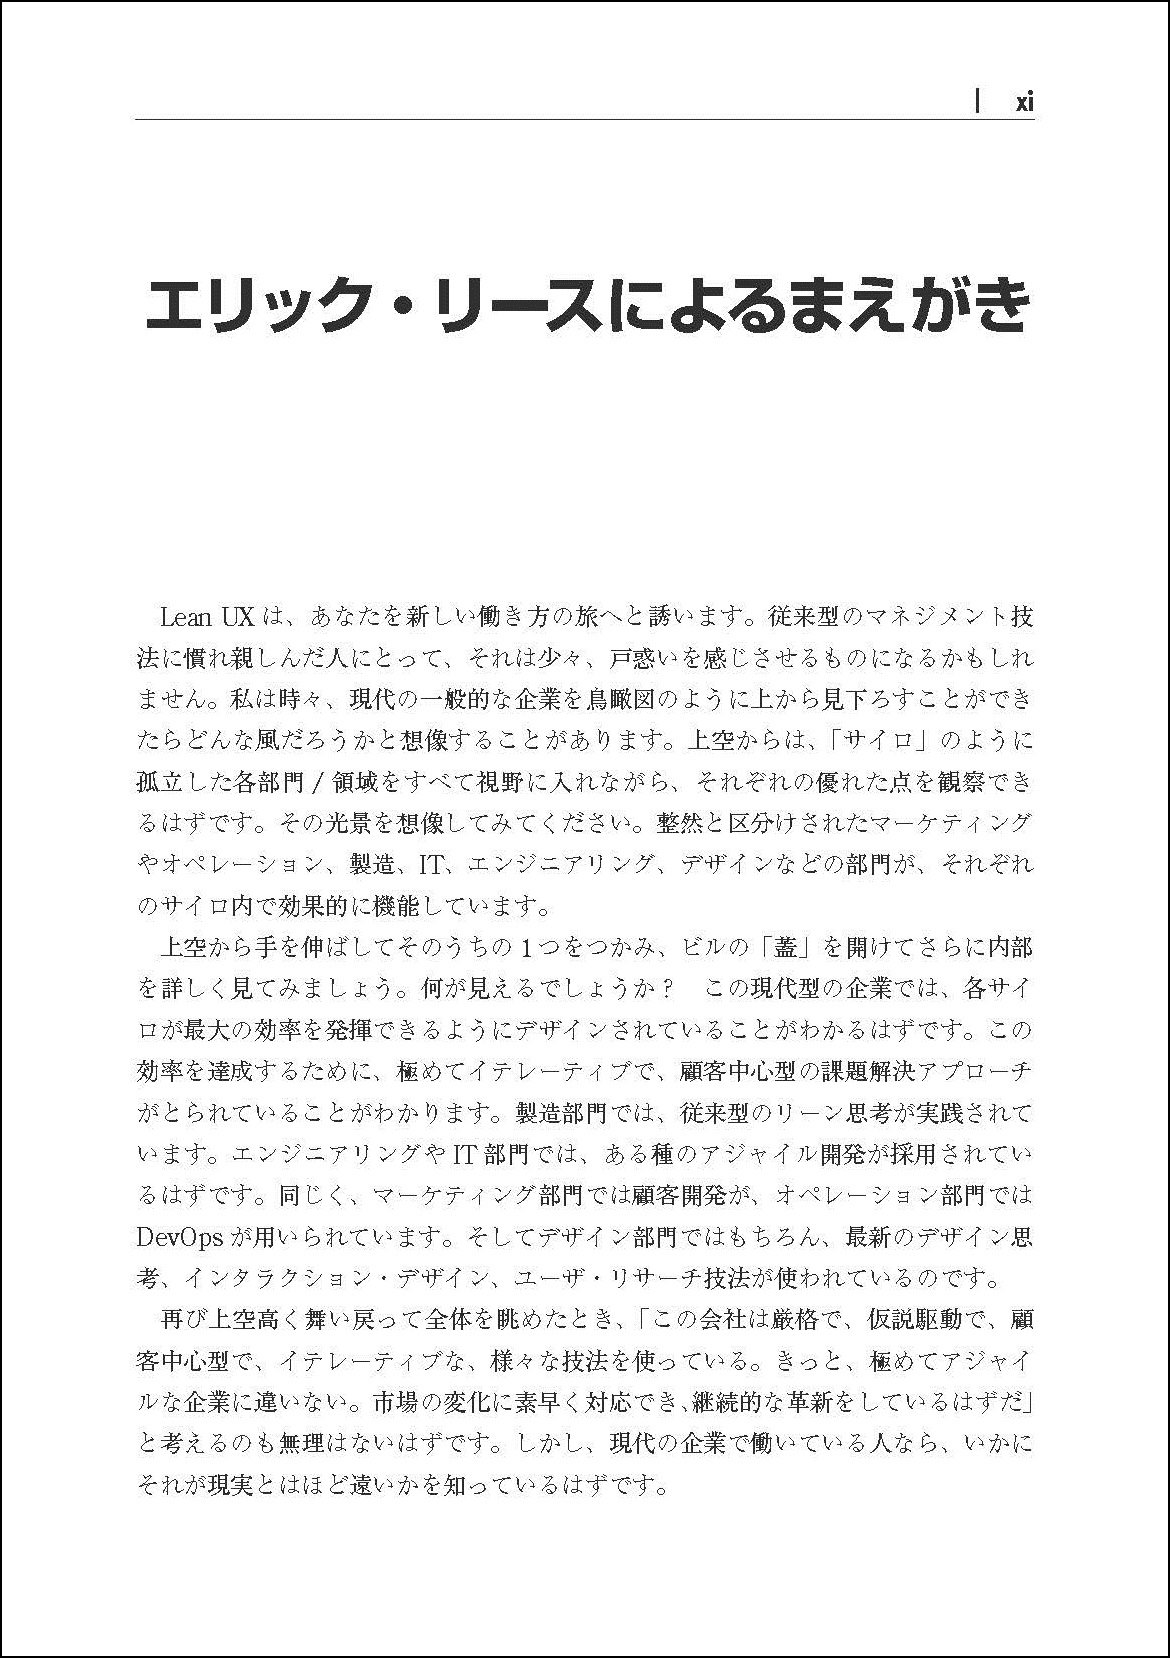 xi
エリック・リースによるまえがき
Lean UX は、あなたを新しい働き方の旅へと誘います。従来型のマネジメント技
法に慣れ親しんだ人にとって、それは少々、戸惑いを感じさせるものになるかもしれ
ません。私は時々、現代の一般的な企業を鳥瞰図のように上から見下ろすことができ
たらどんな風だろうかと想像することがあります。上空からは、「サイロ」のように
孤立した各部門 / 領域をすべて視野に入れながら、それぞれの優れた点を観察でき
るはずです。その光景を想像してみてください。整然と区分けされたマーケティング
やオペレーション、製造、IT、エンジニアリング、デザインなどの部門が、それぞれ
のサイロ内で効果的に機能しています。
上空から手を伸ばしてそのうちの 1 つをつかみ、ビルの「蓋」を開けてさらに内部
を詳しく見てみましょう。何が見えるでしょうか？　この現代型の企業では、各サイ
ロが最大の効率を発揮できるようにデザインされていることがわかるはずです。この
効率を達成するために、極めてイテレーティブで、顧客中心型の課題解決アプローチ
がとられていることがわかります。製造部門では、従来型のリーン思考が実践されて
います。エンジニアリングや IT 部門では、ある種のアジャイル開発が採用されてい
るはずです。同じく、マーケティング部門では顧客開発が、オペレーション部門では
DevOps が用いられています。そしてデザイン部門ではもちろん、最新のデザイン思
考、インタラクション・デザイン、ユーザ・リサーチ技法が使われているのです。
再び上空高く舞い戻って全体を眺めたとき、「この会社は厳格で、仮説駆動で、顧
客中心型で、イテレーティブな、様々な技法を使っている。きっと、極めてアジャイ
ルな企業に違いない。市場の変化に素早く対応でき、継続的な革新をしているはずだ」
と考えるのも無理はないはずです。しかし、現代の企業で働いている人なら、いかに
それが現実とはほど遠いかを知っているはずです。